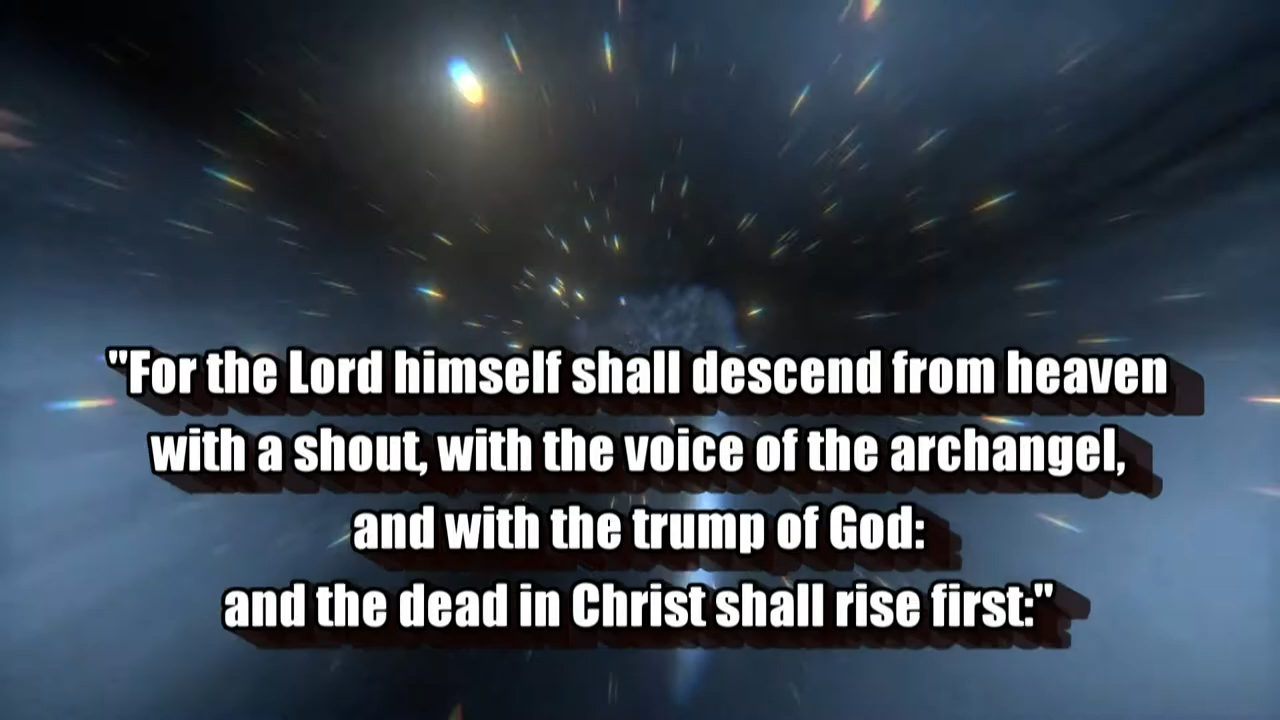 "For the Lord himself shall descend from heaven
with a shout, with the voice of the archangel,
and with the trump of God:
and the dead in Christ shall rise first:"